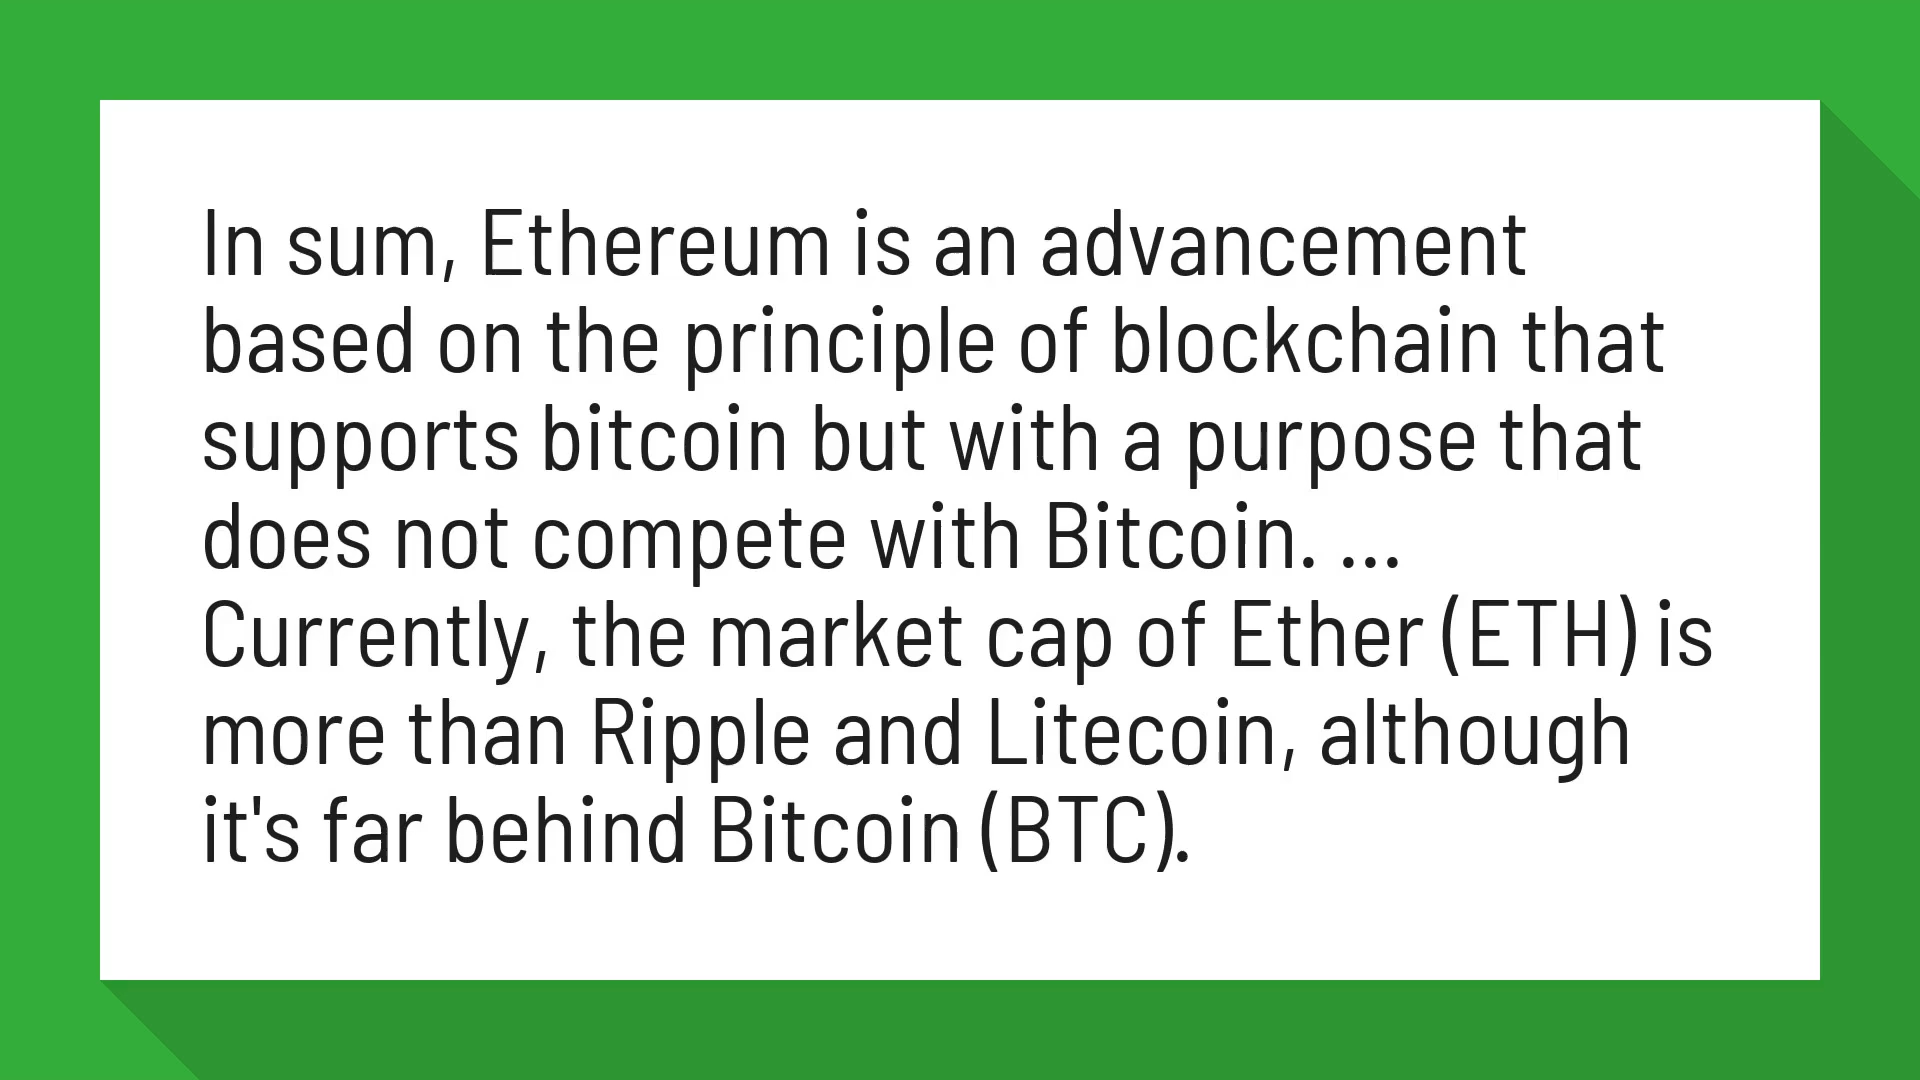 In sum, Ethereum is an advancement
based on the principle of blockchain that
supports bitcoin but with a purpose that
does not compete with Bitcoin. ...
Currently, the market cap of Ether (ETH) is
more than Ripple and Litecoin, although
it's far behind Bitcoin (BTC).